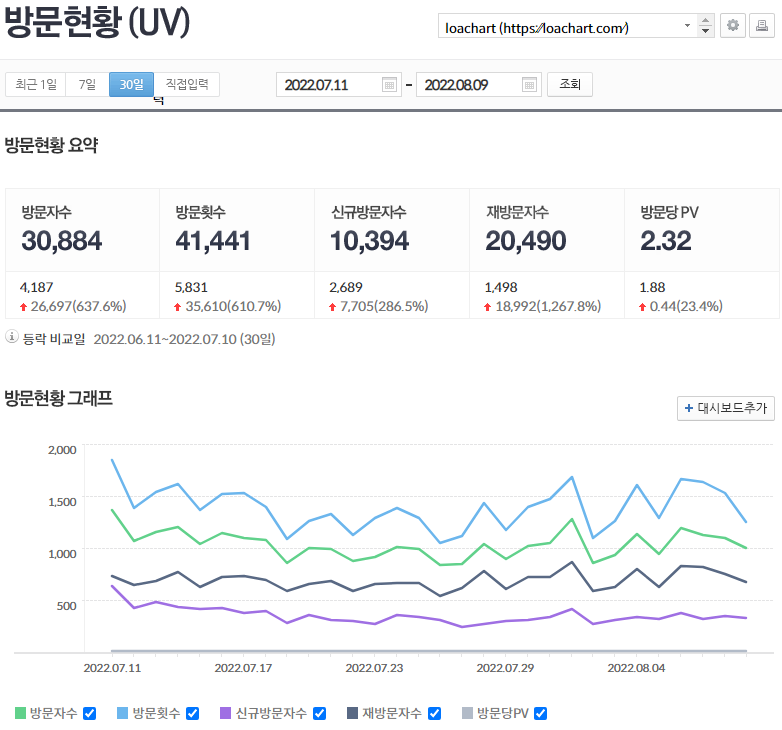 방문현황 (UV)
loachart (https://loachart.com/)
최근 1일 7일 30일 직접입력 2022.07.11 - 2022.08.09 조회
방문현황 요약
방문자수 방문횟수 신규방문자수 재방문자수 방문당 PV
30,884 41,441 10,394 20,490 2.32
4,187 5,831 2,689 1,498 1.88
26,697(637.6%) 35,610(610.7%) 7,705(286.5%) 18,992(1,267.8%) 0.44(23.4%)
등락 비교일 2022.06.11~2022.07.10 (30일)
방문현황 그래프
+ 대시보드추가
2,000
1,500
1,000
500
2022.07.11 2022.07.17 2022.07.23 2022.07.29 2022.08.04
방문자수 방문횟수 신규방문자수 재방문자수 방문당PV